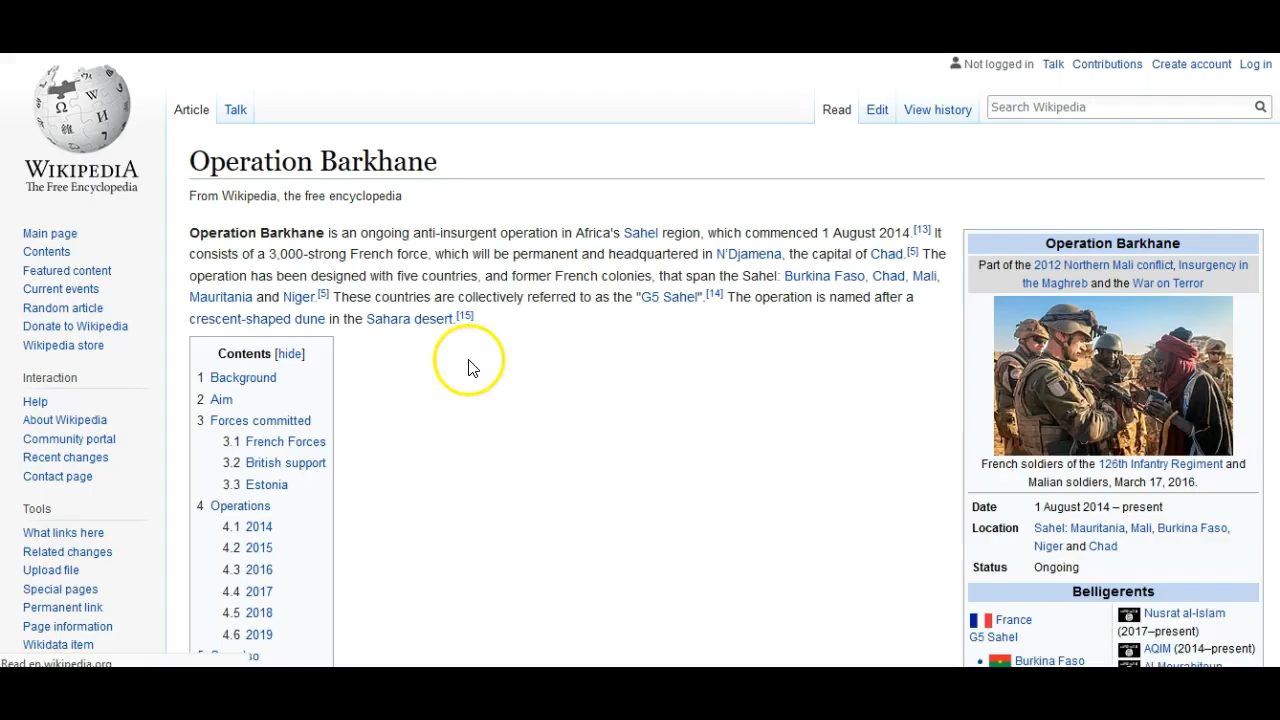 Not logged in Talk Contributions Create account Log in
Article Talk Read Edit View history Search Wikipedia
WIKIPEDIA
The Free Encyclopedia
Main page
Contents
Featured content
Current events
Random article
Donate to Wikipedia
Wikipedia store
Interaction
Help
About Wikipedia
Community portal
Recent changes
Contact page
Tools
What links here
Related changes
Upload file
Special pages
Permanent link
Page information
Wikidata item
Read en.wikipedia.org
Operation Barkhane
From Wikipedia, the free encyclopedia
Operation Barkhane is an ongoing anti-insurgent operation in Africa's Sahel region, which commenced 1 August 2014.[13] It
consists of a 3,000-strong French force, which will be permanent and headquartered in N'Djamena, the capital of Chad.[5] The
operation has been designed with five countries, and former French colonies, that span the Sahel: Burkina Faso, Chad, Mali,
Mauritania and Niger.[5] These countries are collectively referred to as the "G5 Sahel".[14] The operation is named after a
crescent-shaped dune in the Sahara desert.[15]
Contents [hide]
1 Background
2 Aim
3 Forces committed
3.1 French Forces
3.2 British support
3.3 Estonia
4 Operations
4.1 2014
4.2 2015
4.3 2016
4.4 2017
4.5 2018
4.6 2019
Operation Barkhane
Part of the 2012 Northern Mali conflict, Insurgency in
the Maghreb and the War on Terror
French soldiers of the 126th Infantry Regiment and
Malian soldiers, March 17, 2016.
Date 1 August 2014 – present
Location Sahel: Mauritania, Mali, Burkina Faso,
Niger and Chad
Status Ongoing
Belligerents
France
G5 Sahel
Burkina Faso
Nusrat al-Islam
(2017–present)
AQIM (2014–present)